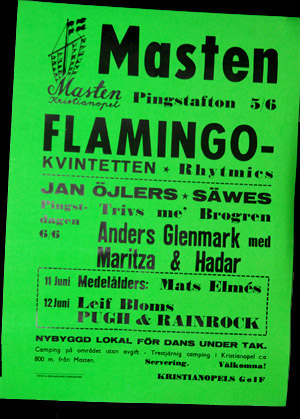 Masten
Masten
Kristianopel
Pingstafton 5/6
FLAMINGO-
KVINTETTEN ★ Rhytmics
JAN ÖJLERS ★ SÄWES
Pingst-
dagen
6/6
Trivs me' Brogren
Anders Glenmark med
Maritza & Hadar
11 Juni Medelålders: Mats Elmés
12 Juni Leif Bloms
PUGH & RAINROCK
NYBYGGD LOKAL FÖR DANS UNDER TAK.
Camping på området utan avgift - Trestjärnig camping i Kristianopel ca
800 m. från Masten. Servering. Välkomna!
KRISTIANOPELS GoIF